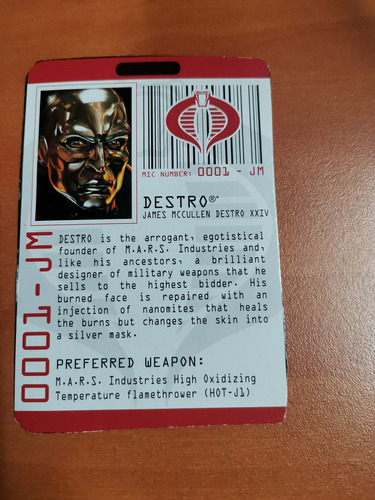 MIC NUMBER: 0001 - JM
DESTRO®*
JAMES MCCULLEN DESTRO XXIV
0001-JM
DESTRO is the arrogant, egotistical
founder of M.A.R.S. Industries and,
like his ancestors, a brilliant
designer of military weapons that he
sells to the highest bidder. His
burned face is repaired with an
injection of nanomites that heals
the burns but changes the skin into
a silver mask.
PREFERRED WEAPON:
M.A.R.S. Industries High Oxidizing
Temperature flamethrower (HOT-J1)